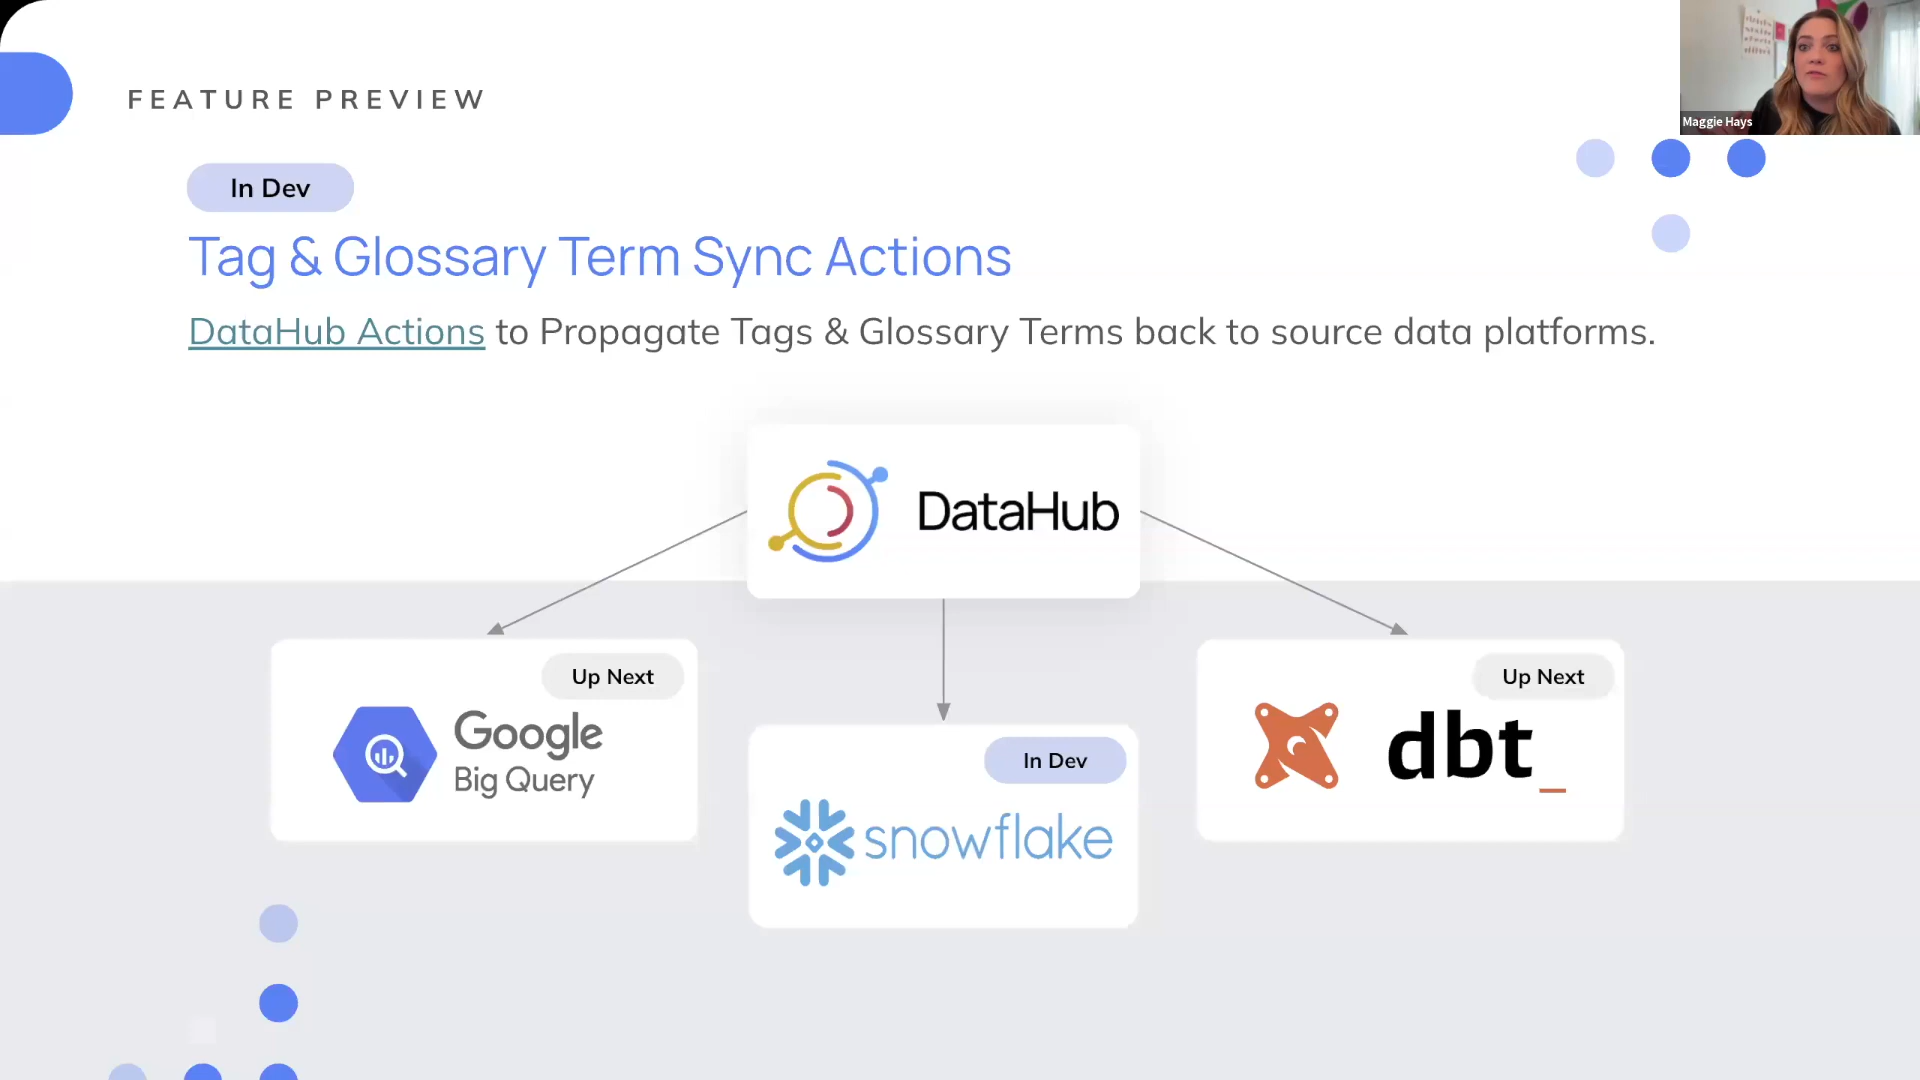 FEATURE PREVIEW
Maggie Hays
In Dev
Tag & Glossary Term Sync Actions
DataHub Actions to Propagate Tags & Glossary Terms back to source data platforms.
DataHub
Up Next
Google
Big Query
In Dev
snowflake
Up Next
dbt_